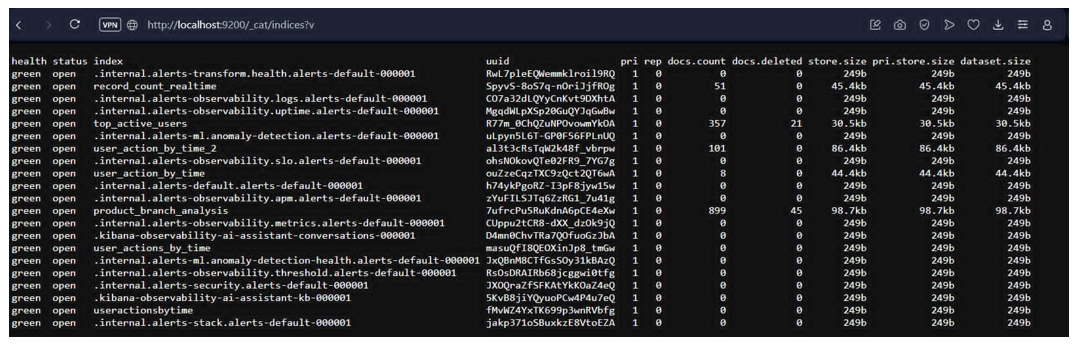 VPN http://localhost:9200/_cat/indices?v
health status index uuid pri rep docs.count docs.deleted store.size pri.store.size dataset.size
green open .internal.alerts-transform.health.alerts-default-000001 RwL7pleEQWemmklroil9RQ 1 0 0 0 249b 249b 249b
green open record_count_realtime SpyvS-8oS7q-nOriJjfROg 1 0 51 0 45.4kb 45.4kb 45.4kb
green open .internal.alerts-observability.logs.alerts-default-000001 CO7a32dLQYyCnKvt9DXhtA 1 0 0 0 249b 249b 249b
green open .internal.alerts-observability.uptime.alerts-default-000001 MgqdWLpXSp20GuQYJqGwBw 1 0 0 0 249b 249b 249b
green open top_active_users R77m_0ChQZuNPOvowmYkOA 1 0 357 21 30.5kb 30.5kb 30.5kb
green open .internal.alerts-ml.anomaly-detection.alerts-default-000001 uLpyn5L6T-GP0F56FPLnUQ 1 0 0 0 249b 249b 249b
green open user_action_by_time_2 al3t3cRsTqW2k48f_vbrpw 1 0 101 0 86.4kb 86.4kb 86.4kb
green open .internal.alerts-observability.slo.alerts-default-000001 ohsNOkovQTe02FR9_7YG7g 1 0 0 0 249b 249b 249b
green open user_action_by_time ouZzeCqzTXC9zQct2QT6wA 1 0 8 0 44.4kb 44.4kb 44.4kb
green open .internal.alerts-default.alerts-default-000001 h74ykPgoRZ-I3pF8jyw15w 1 0 0 0 249b 249b 249b
green open .internal.alerts-observability.apm.alerts-default-000001 zYuFILSJTq6ZzRG1_7u41g 1 0 0 0 249b 249b 249b
green open product_branch_analysis 7ufrcPu5RuKdnA6pCE4eXw 1 0 899 45 98.7kb 98.7kb 98.7kb
green open .internal.alerts-observability.metrics.alerts-default-000001 CUppu2tCR8-dXX_dzOk9jQ 1 0 0 0 249b 249b 249b
green open .kibana-observability-ai-assistant-conversations-000001 D4mn0ChvTRa7QOfuoGzJbA 1 0 0 0 249b 249b 249b
green open user_actions_by_time masuQfI8QEOXinJp8_tmGw 1 0 0 0 249b 249b 249b
green open .internal.alerts-ml.anomaly-detection-health.alerts-default-000001 JxQBnM8CTfGsSOy31kBAzQ 1 0 0 0 249b 249b 249b
green open .internal.alerts-observability.threshold.alerts-default-000001 RsOsDRAIRb68jcggwi0tfg 1 0 0 0 249b 249b 249b
green open .internal.alerts-security.alerts-default-000001 JXOQraZfSFKAtYkKOaZ4eQ 1 0 0 0 249b 249b 249b
green open .kibana-observability-ai-assistant-kb-000001 5KvB8jiYQyuoPCw4P4u7eQ 1 0 0 0 249b 249b 249b
green open useractionsbytime fMvWZ4YxTK699p3wnRVbfg 1 0 0 0 249b 249b 249b
green open .internal.alerts-stack.alerts-default-000001 jakp371oSBuxkzE8VtoEZA 1 0 0 0 249b 249b 249b